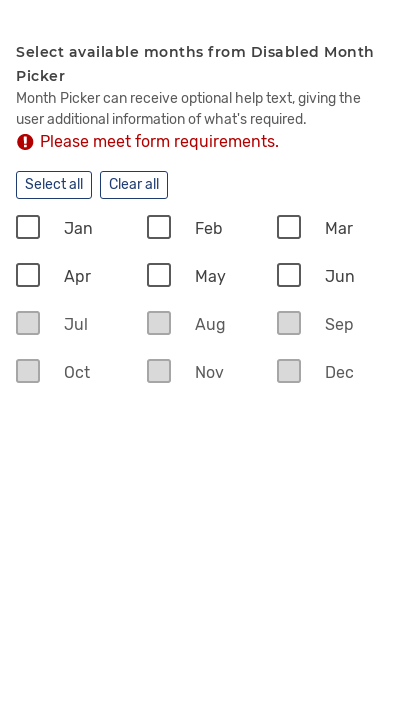 Select available months from Disabled Month
Picker
Month Picker can receive optional help text, giving the
user additional information of what's required.
Please meet form requirements.
Select all Clear all
Jan Feb Mar
Apr May Jun
Jul Aug Sep
Oct Nov Dec